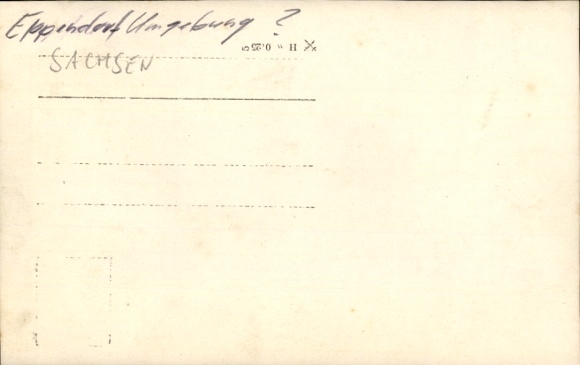 Eppendorf Umgebung ?
SACHSEN